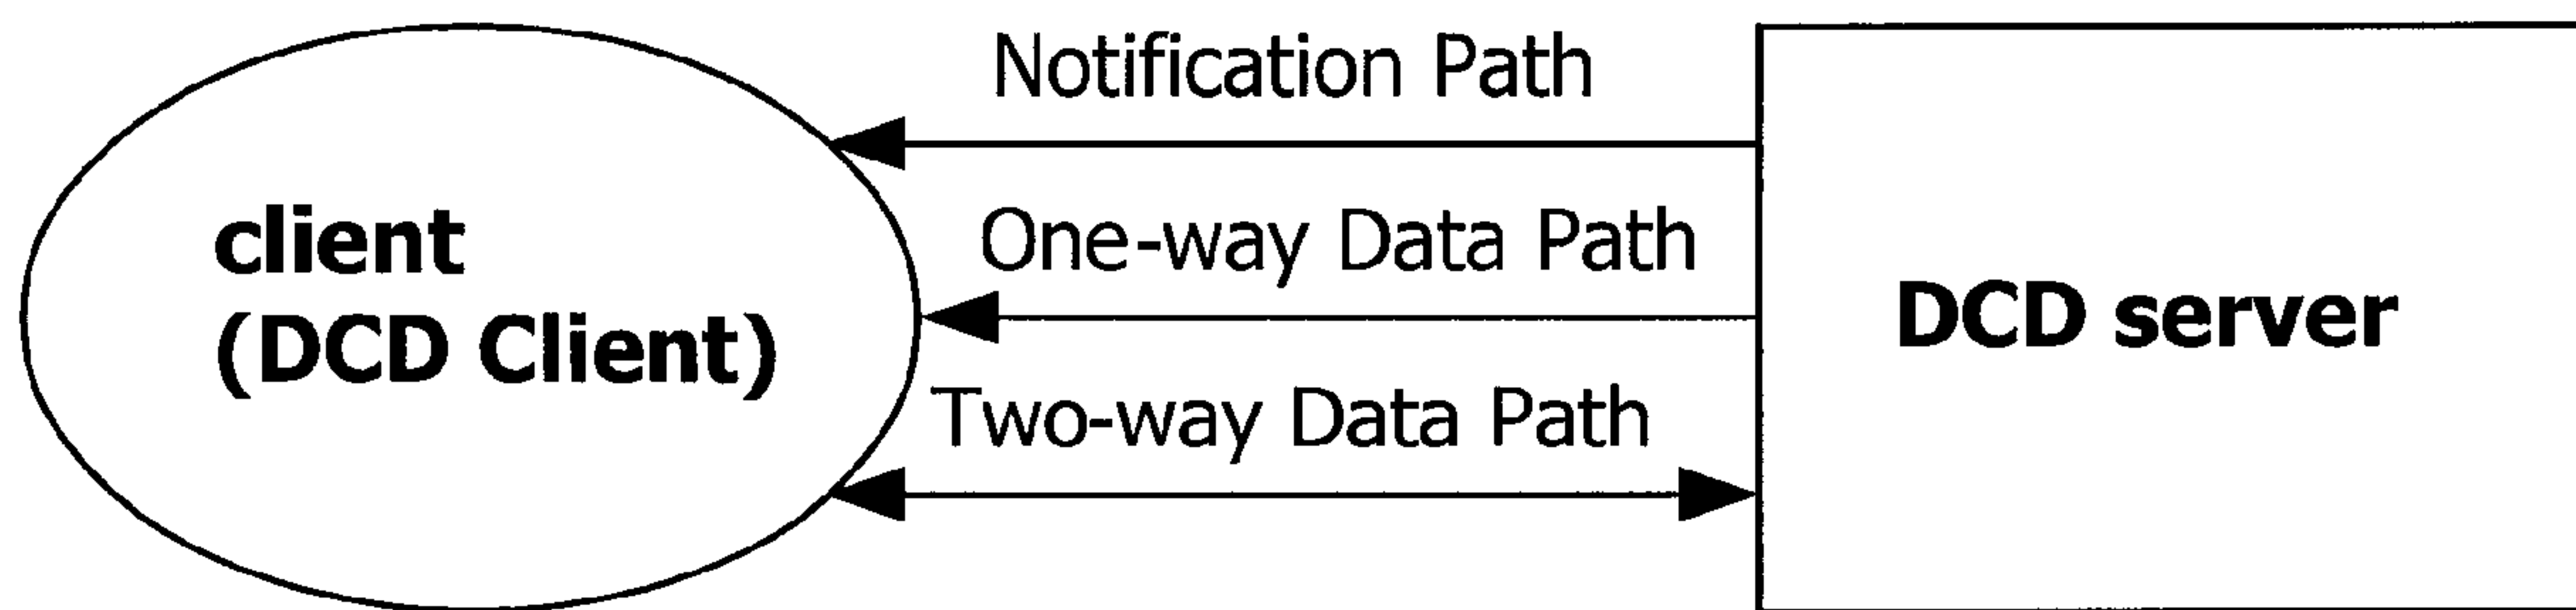 Notification Path
client
(DCD Client)
One-way Data Path
Two-way Data Path
DCD server